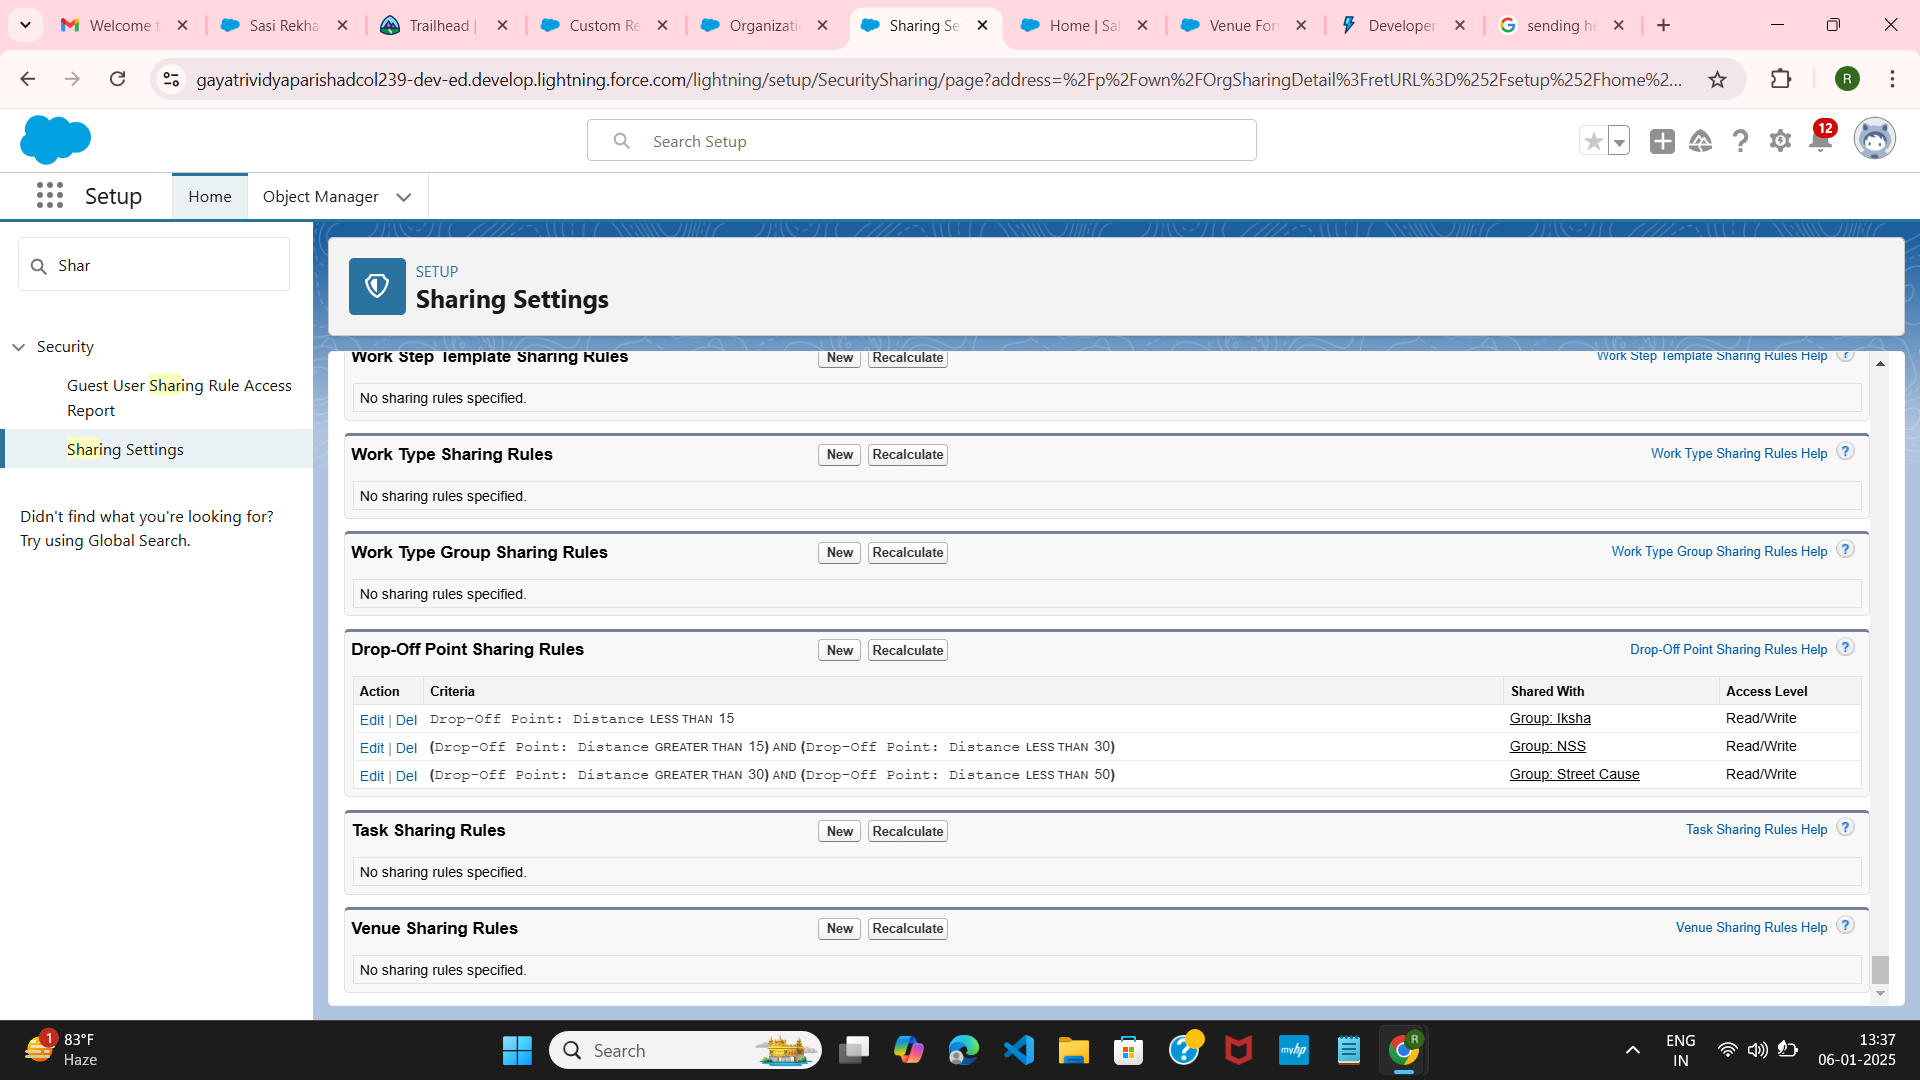 Welcome t
Sasi Rekha
Trailhead |
Custom Re
Organizatio
Sharing Se
Home | Sal
Venue For
Developer
sending he
gayatrividyaparishadcol239-dev-ed.develop.lightning.force.com/lightning/setup/SecuritySharing/page?address=%2Fp%2Fown%2FOrgSharingDetail%3FretURL%3D%252Fsetup%252Fhome%2...
R
Search Setup
12
Setup
Home
Object Manager
Shar
Security
Guest User Sharing Rule Access
Report
Sharing Settings
Didn't find what you're looking for?
Try using Global Search.
SETUP
Sharing Settings
Work Step Template Sharing Rules
New
Recalculate
Work Step Template Sharing Rules Help ?
No sharing rules specified.
Work Type Sharing Rules
New
Recalculate
Work Type Sharing Rules Help ?
No sharing rules specified.
Work Type Group Sharing Rules
New
Recalculate
Work Type Group Sharing Rules Help ?
No sharing rules specified.
Drop-Off Point Sharing Rules
New
Recalculate
Drop-Off Point Sharing Rules Help ?
Action Criteria Shared With Access Level
Edit | Del Drop-Off Point: Distance LESS THAN 15 Group: Iksha Read/Write
Edit | Del (Drop-Off Point: Distance GREATER THAN 15) AND (Drop-Off Point: Distance LESS THAN 30) Group: NSS Read/Write
Edit | Del (Drop-Off Point: Distance GREATER THAN 30) AND (Drop-Off Point: Distance LESS THAN 50) Group: Street Cause Read/Write
Task Sharing Rules
New
Recalculate
Task Sharing Rules Help ?
No sharing rules specified.
Venue Sharing Rules
New
Recalculate
Venue Sharing Rules Help ?
No sharing rules specified.
1
83°F
Haze
Search
myhp
R
ENG
IN
13:37
06-01-2025